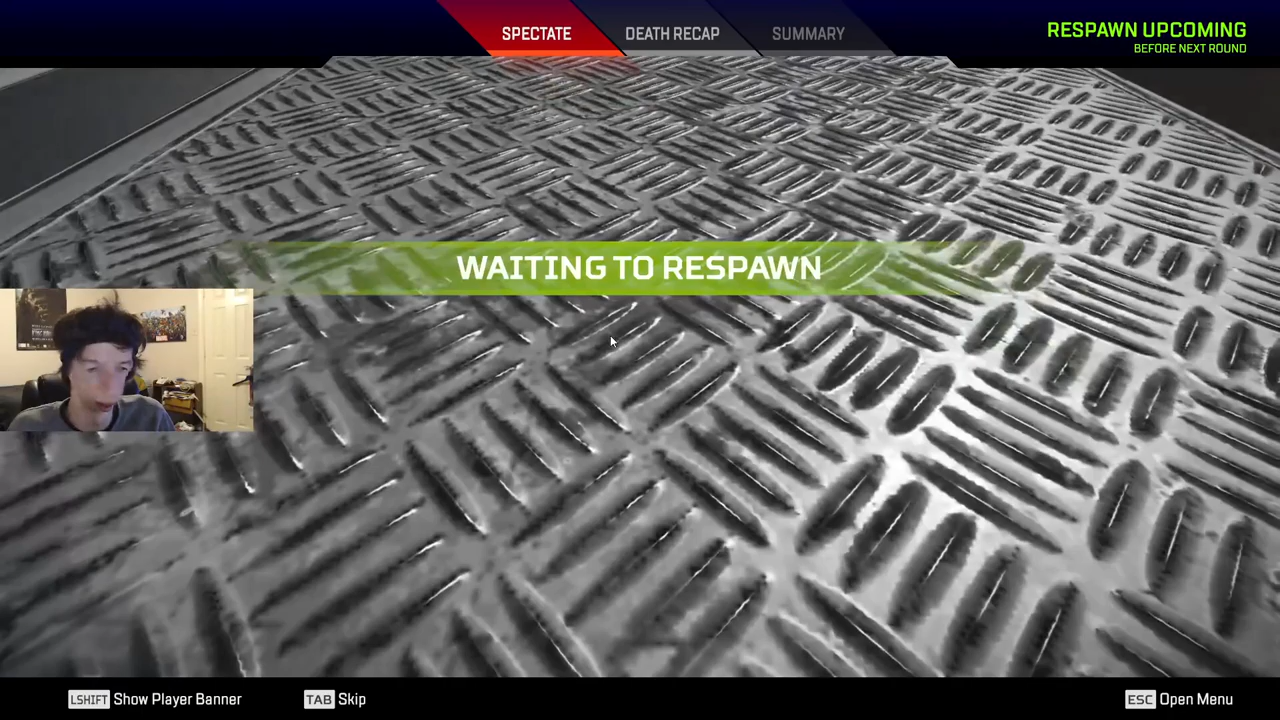 SPECTATE
DEATH RECAP
SUMMARY
RESPAWN UPCOMING
BEFORE NEXT ROUND
WAITING TO RESPAWN
LSHIFT Show Player Banner
TAB Skip
ESC Open Menu